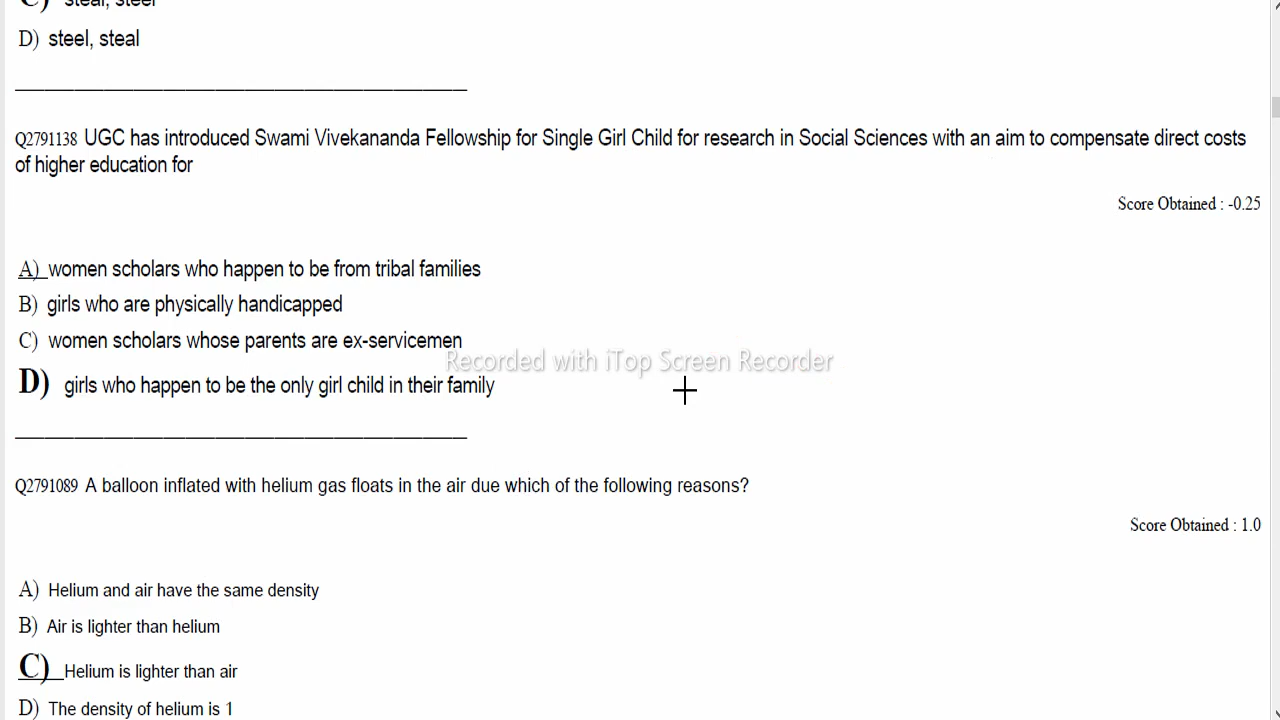 C) steal, steel
D) steel, steal
Q2791138 UGC has introduced Swami Vivekananda Fellowship for Single Girl Child for research in Social Sciences with an aim to compensate direct costs
of higher education for
Score Obtained : -0.25
A) women scholars who happen to be from tribal families
B) girls who are physically handicapped
C) women scholars whose parents are ex-servicemen
Recorded with iTop Screen Recorder
D) girls who happen to be the only girl child in their family
Q2791089 A balloon inflated with helium gas floats in the air due which of the following reasons?
Score Obtained : 1.0
A) Helium and air have the same density
B) Air is lighter than helium
C) Helium is lighter than air
D) The density of helium is 1